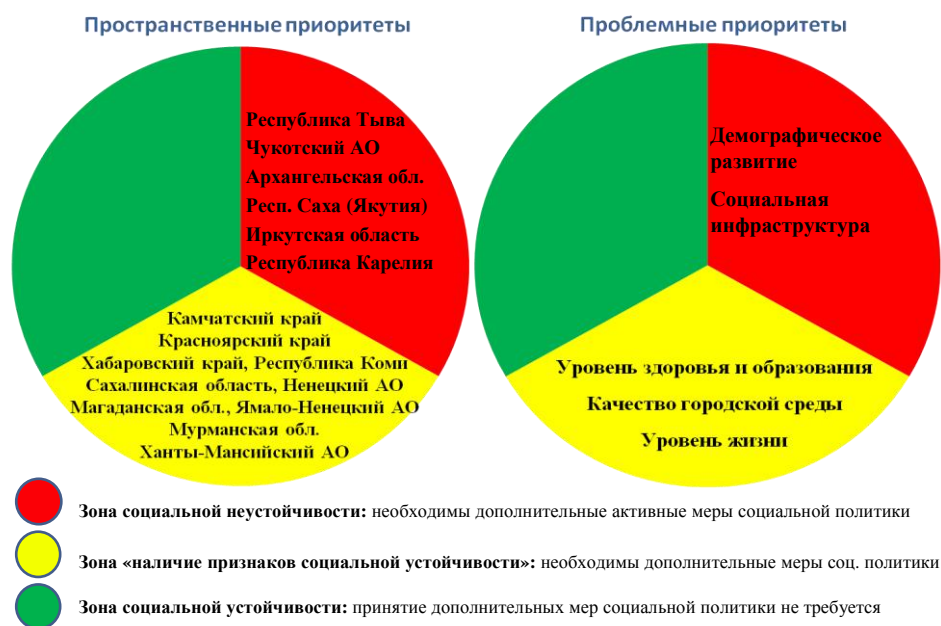 Пространственные приоритеты
Республика Тыва
Чукотский АО
Архангельская обл.
Респ. Саха (Якутия)
Иркутская область
Республика Карелия
Камчатский край
Красноярский край
Хабаровский край, Республика Коми
Сахалинская область, Ненецкий АО
Магаданская обл., Ямало-Ненецкий АО
Мурманская обл.
Ханты-Мансийский АО
Проблемные приоритеты
Демографическое
развитие
Социальная
инфраструктура
Уровень здоровья и образования
Качество городской среды
Уровень жизни
Зона социальной неустойчивости: необходимы дополнительные активные меры социальной политики
Зона «наличие признаков социальной устойчивости»: необходимы дополнительные меры соц. политики
Зона социальной устойчивости: принятие дополнительных мер социальной политики не требуется